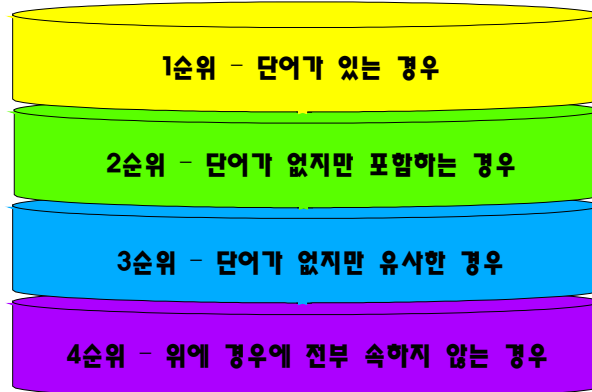 1순위 - 단어가 있는 경우
2순위 - 단어가 없지만 포함하는 경우
3순위 - 단어가 없지만 유사한 경우
4순위 - 위에 경우에 전부 속하지 않는 경우